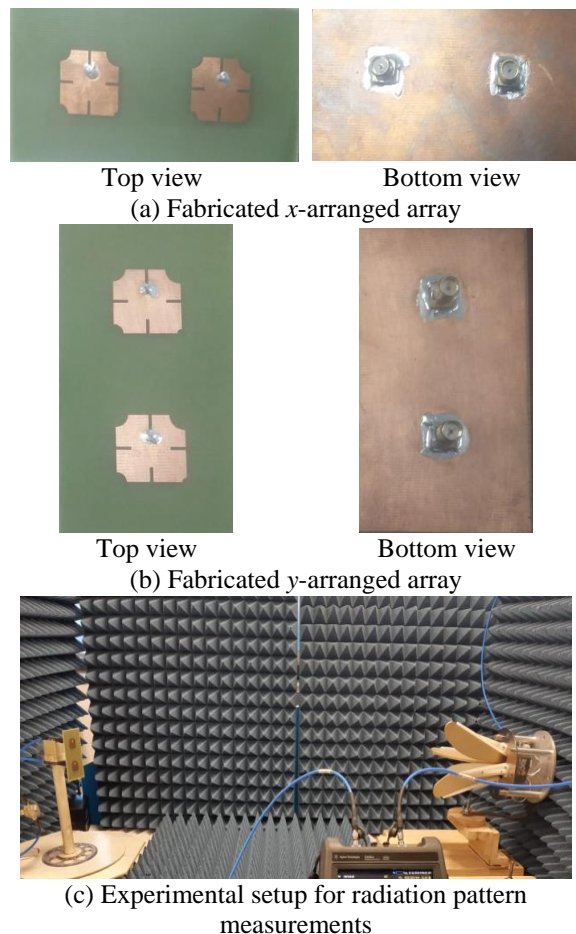 Top view
Bottom view
(a) Fabricated x-arranged array
Top view
Bottom view
(b) Fabricated y-arranged array
(c) Experimental setup for radiation pattern
measurements